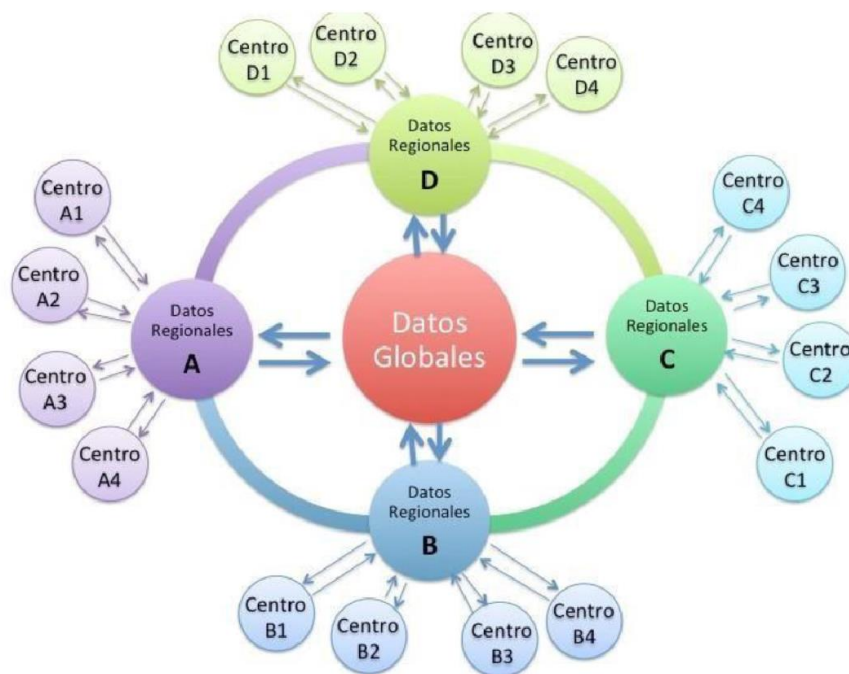 Centro
D1
Centro
D2
Centro
D3
Centro
D4
Datos
Regionales
D
Centro
A1
Centro
A2
Centro
A3
Centro
A4
Datos
Regionales
A
Datos
Globales
Datos
Regionales
C
Centro
C4
Centro
C3
Centro
C2
Centro
C1
Datos
Regionales
B
Centro
B1
Centro
B2
Centro
B3
Centro
B4